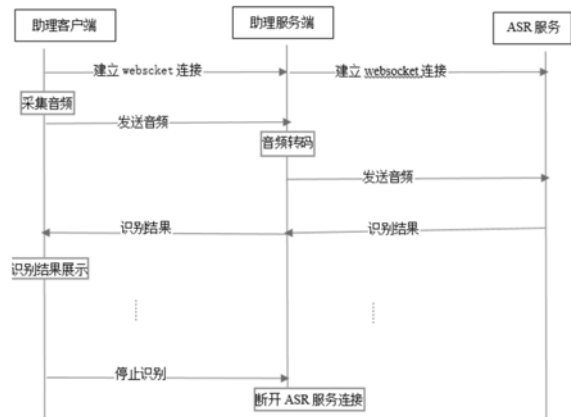 助理客户端
助理服务端
ASR 服务
建立 webscket 连接
建立 websocket 连接
采集音频
发送音频
音频转码
发送音频
识别结果
识别结果
识别结果展示
停止识别
断开 ASR 服务连接